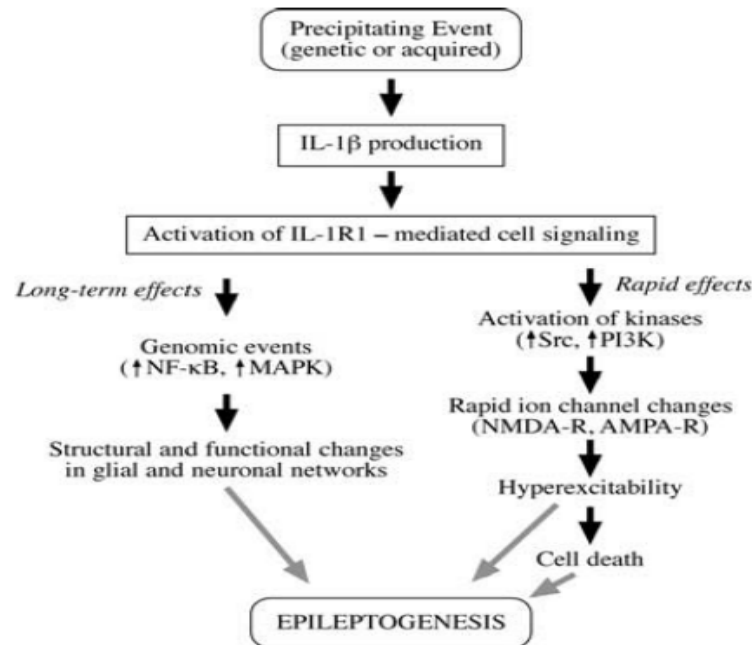 Precipitating Event
(genetic or acquired)
IL-1β production
Activation of IL-1R1 – mediated cell signaling
Long-term effects
Rapid effects
Genomic events
(↑NF-κB, ↑MAPK)
Structural and functional changes
in glial and neuronal networks
Activation of kinases
(↑Src, ↑PI3K)
Rapid ion channel changes
(NMDA-R, AMPA-R)
Hyperexcitability
Cell death
EPILEPTOGENESIS